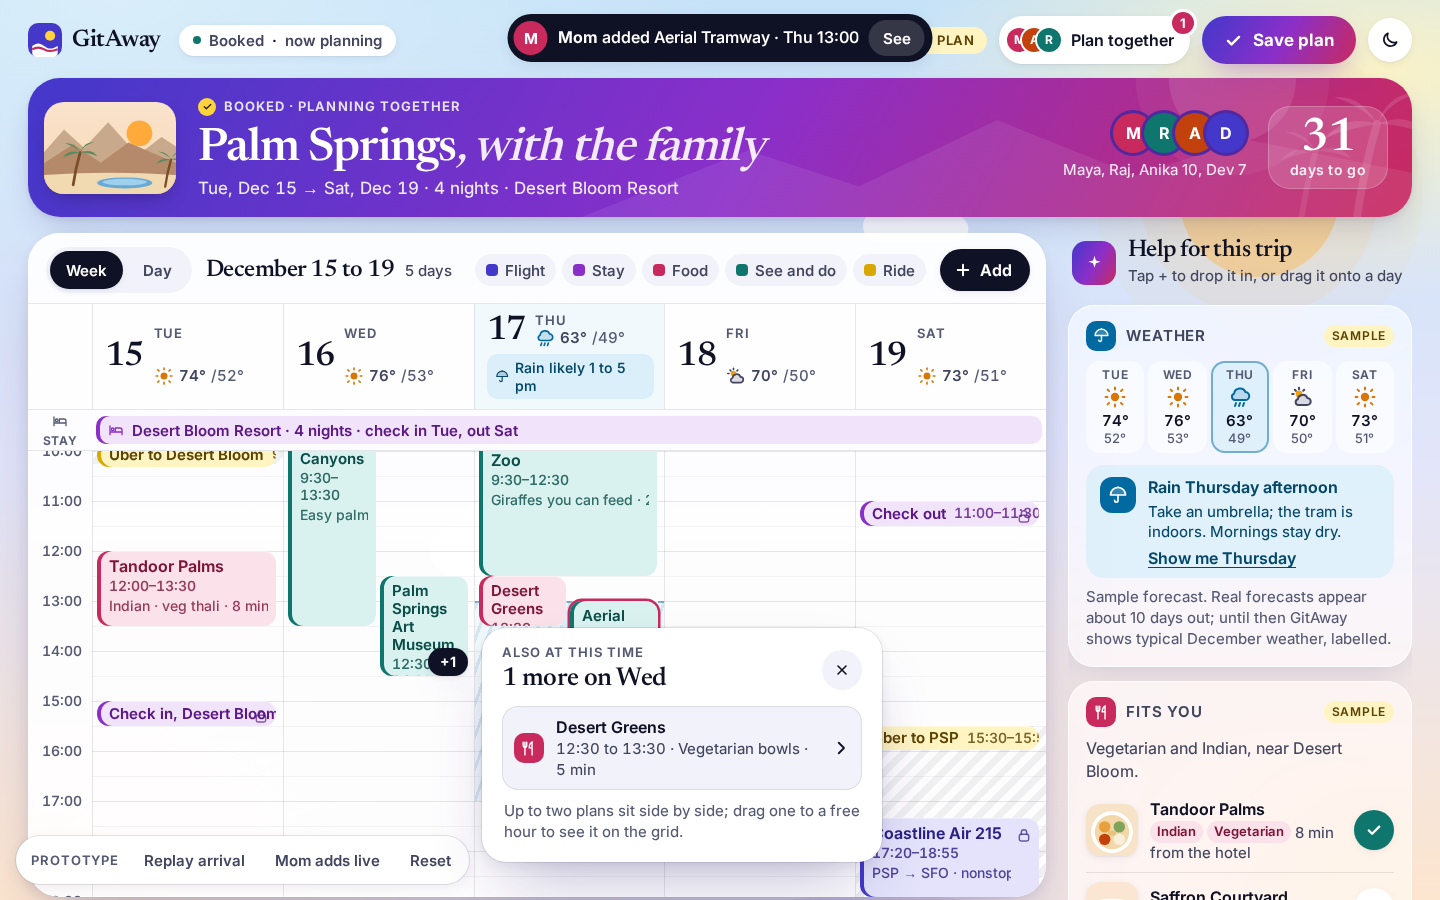 GitAway
Booked · now planning
M Mom added Aerial Tramway · Thu 13:00 See
PLAN
M A R Plan together 1
Save plan
BOOKED · PLANNING TOGETHER
Palm Springs, with the family
Tue, Dec 15 → Sat, Dec 19 · 4 nights · Desert Bloom Resort
M R A D
Maya, Raj, Anika 10, Dev 7
31
days to go
Week Day
December 15 to 19 5 days
Flight Stay Food See and do Ride
+ Add
15 TUE
74° /52°
16 WED
76° /53°
17 THU
63° /49°
Rain likely 1 to 5
pm
18 FRI
70° /50°
19 SAT
73° /51°
STAY
Desert Bloom Resort · 4 nights · check in Tue, out Sat
10:00
11:00
12:00
13:00
14:00
15:00
16:00
17:00
Uber to Desert Bloom
Tandoor Palms
12:00–13:30
Indian · veg thali · 8 min
Check in, Desert Bloom
Canyons
9:30–
13:30
Easy palm
Palm
Springs
Art
Museum
12:30
+1
Zoo
9:30–12:30
Giraffes you can feed ·
Desert
Greens
Aerial
Check out 11:00–11:30
ber to PSP 15:30–15:
oastline Air 215
17:20–18:55
PSP → SFO · nonstop
ALSO AT THIS TIME
1 more on Wed
Desert Greens
12:30 to 13:30 · Vegetarian bowls ·
5 min
Up to two plans sit side by side; drag one to a free
hour to see it on the grid.
PROTOTYPE Replay arrival Mom adds live Reset
Help for this trip
Tap + to drop it in, or drag it onto a day
WEATHER SAMPLE
TUE WED THU FRI SAT
74° 76° 63° 70° 73°
52° 53° 49° 50° 51°
Rain Thursday afternoon
Take an umbrella; the tram is
indoors. Mornings stay dry.
Show me Thursday
Sample forecast. Real forecasts appear
about 10 days out; until then GitAway
shows typical December weather, labelled.
FITS YOU SAMPLE
Vegetarian and Indian, near Desert
Bloom.
Tandoor Palms
Indian Vegetarian 8 min
from the hotel
Saffron Courtyard